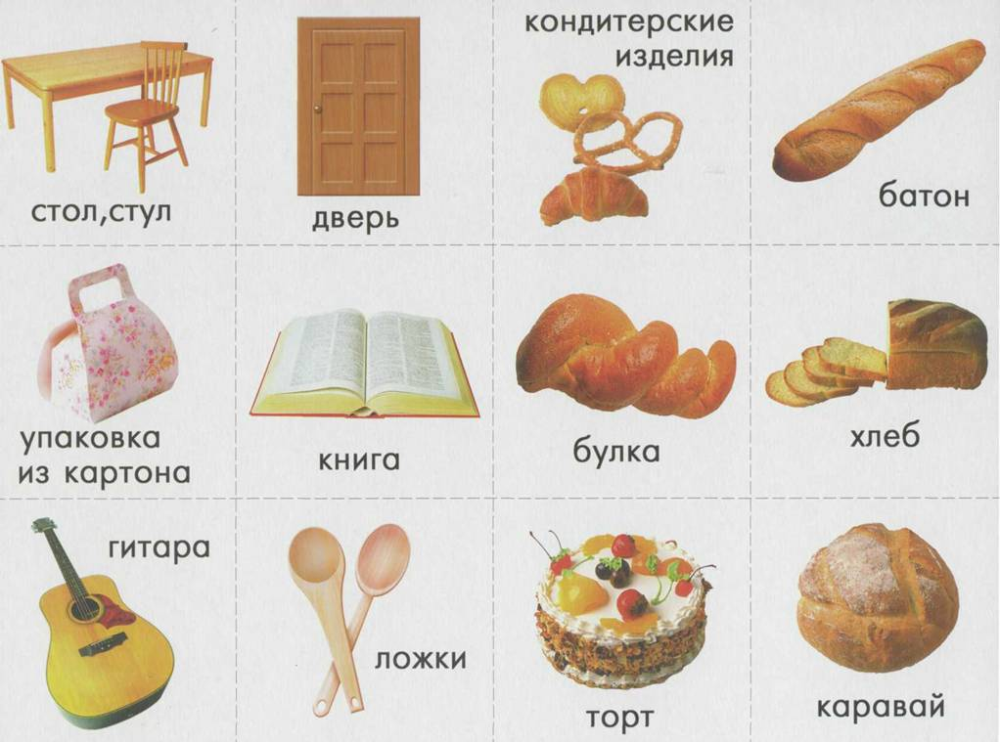 стол,стул
дверь
кондитерские
изделия
батон
упаковка
из картона
книга
булка
хлеб
гитара
ложки
торт
каравай